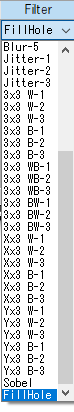 Filter
FillHole
Blur-5
Jitter-1
Jitter-2
Jitter-3
3x3 W-1
3x3 W-2
3x3 W-3
3x3 B-1
3x3 B-2
3x3 B-3
3x3 WB-1
3x3 WB-2
3x3 WB-3
3x3 BW-1
3x3 BW-2
3x3 BW-3
Xx3 W-1
Xx3 W-2
Xx3 W-3
Xx3 B-1
Xx3 B-2
Xx3 B-3
Yx3 W-1
Yx3 W-2
Yx3 W-3
Yx3 B-1
Yx3 B-2
Yx3 B-3
Sobel
FillHole